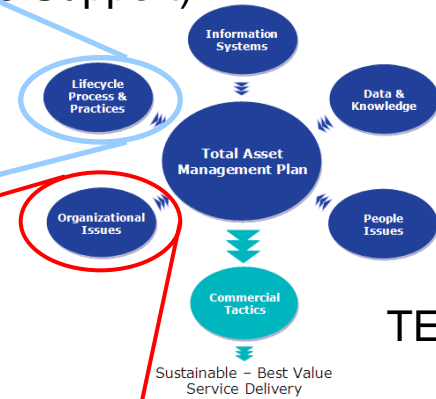 Support)
Information
Systems
Lifecycle
Process &
Practices
Data &
Knowledge
Total Asset
Management Plan
Organizational
Issues
People
Issues
Commercial
Tactics
TE
Sustainable – Best Value
Service Delivery